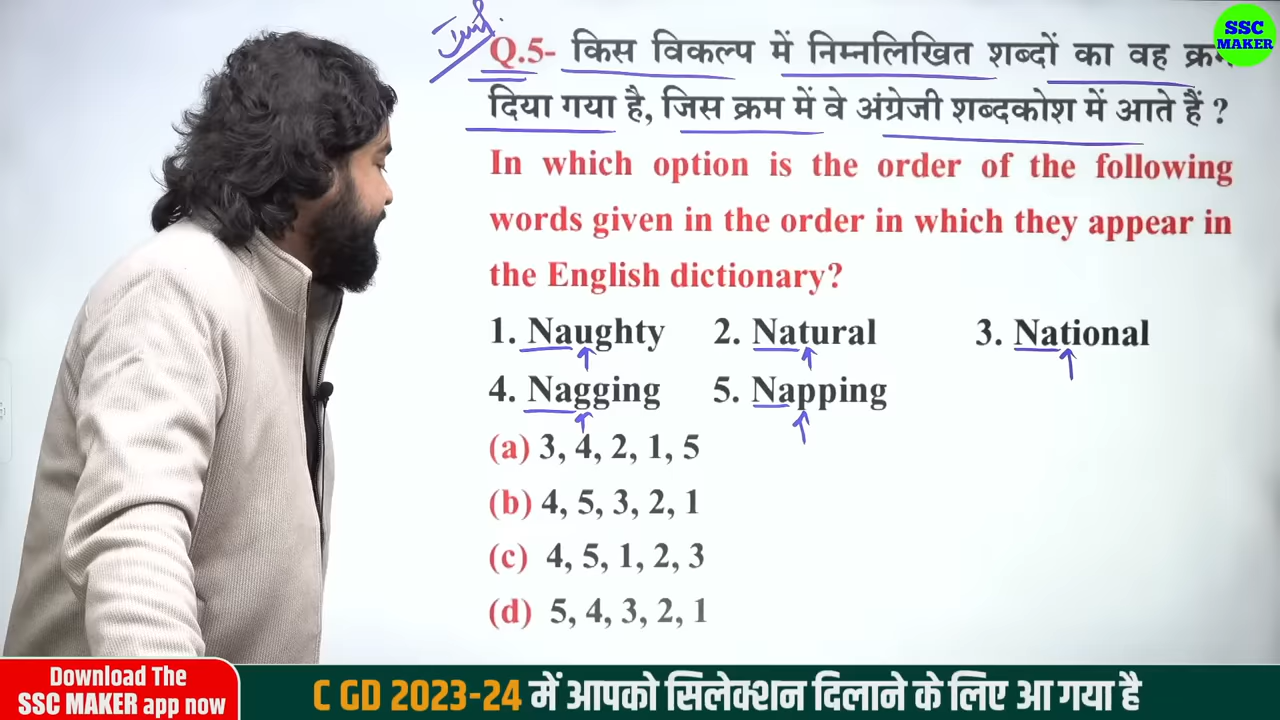 SSC
MAKER
Q.5- किस विकल्प में निम्नलिखित शब्दों का वह क्रम
दिया गया है, जिस क्रम में वे अंग्रेजी शब्दकोश में आते हैं ?
In which option is the order of the following
words given in the order in which they appear in
the English dictionary?
1. Naughty 2. Natural 3. National
4. Nagging 5. Napping
(a) 3, 4, 2, 1, 5
(b) 4, 5, 3, 2, 1
(c) 4, 5, 1, 2, 3
(d) 5, 4, 3, 2, 1
Download The
SSC MAKER app now
C GD 2023-24 में आपको सिलेक्शन दिलाने के लिए आ गया है